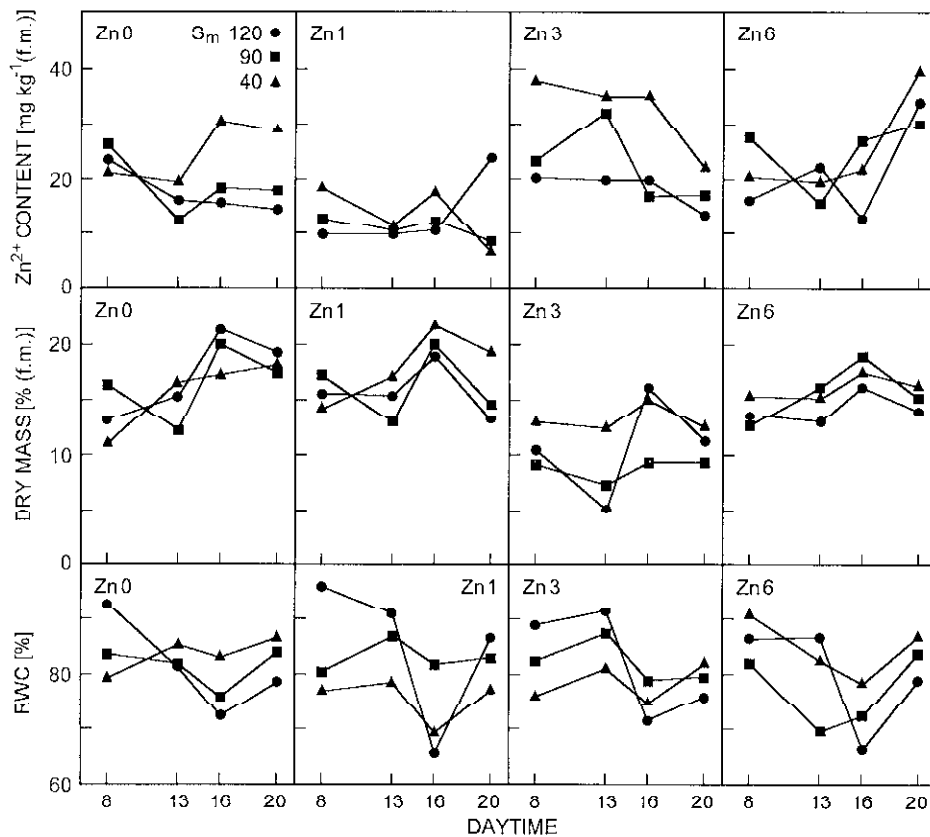 Zn0 Sm 120 ●
90 ■
40 ▲
Zn1
Zn3
Zn6
Zn2+ CONTENT [mg kg-1 (f.m.)]
40
20
0
Zn0
Zn1
Zn3
Zn6
DRY MASS [% (f.m.)]
20
10
0
Zn0
Zn1
Zn3
Zn6
RWC [%]
80
60
8 13 16 20 8 13 16 20 8 13 16 20 8 13 16 20
DAYTIME